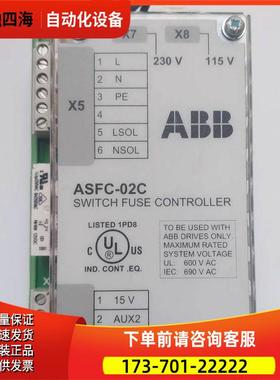 四海 自动化设备
X7
X8
1 L
2 N
3 PE
4
5 LSOL
6 NSOL
X5
230 V
115 V
ABB
ASFC-02C
SWITCH FUSE CONTROLLER
LISTED 1PD8
C UL US
IND. CONT. EQ.
TO BE USED WITH
ABB DRIVES ONLY
MAXIMUM RATED
SYSTEM VOLTAGE
UL: 600 V AC
IEC: 690 V AC
1 15 V
2 AUX2
下单前请咨询客服
173-701-22222